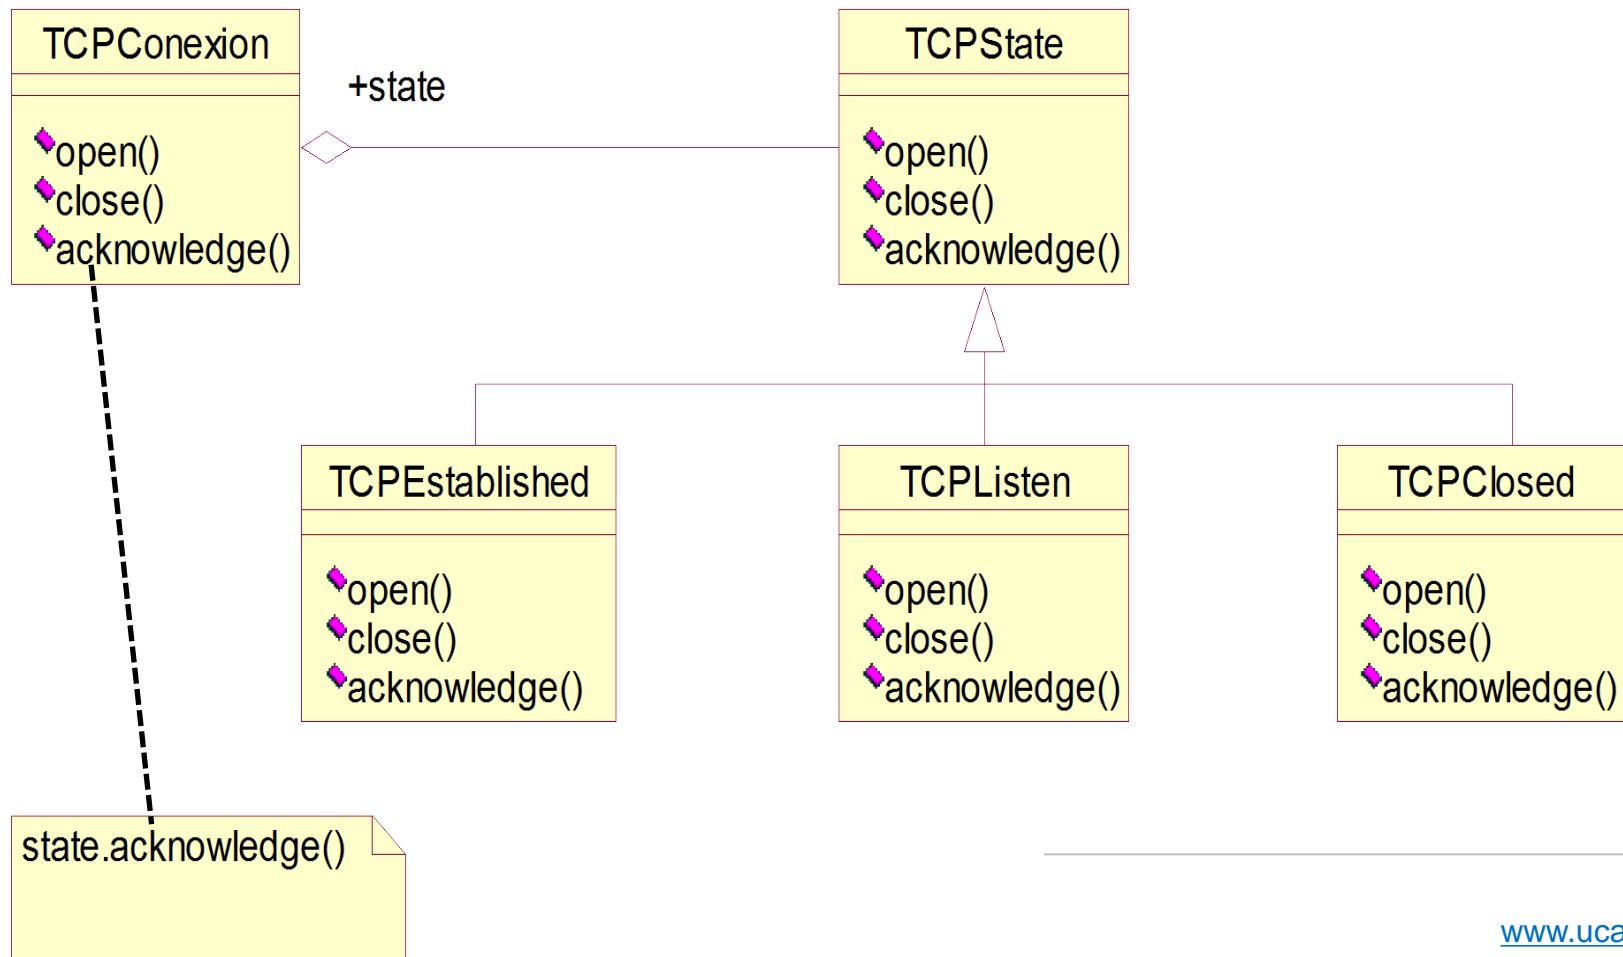 TCPConexion
open()
close()
acknowledge()
+state
TCPState
open()
close()
acknowledge()
TCPEstablished
open()
close()
acknowledge()
TCPListen
open()
close()
acknowledge()
TCPClosed
open()
close()
acknowledge()
state.acknowledge()
www.uca